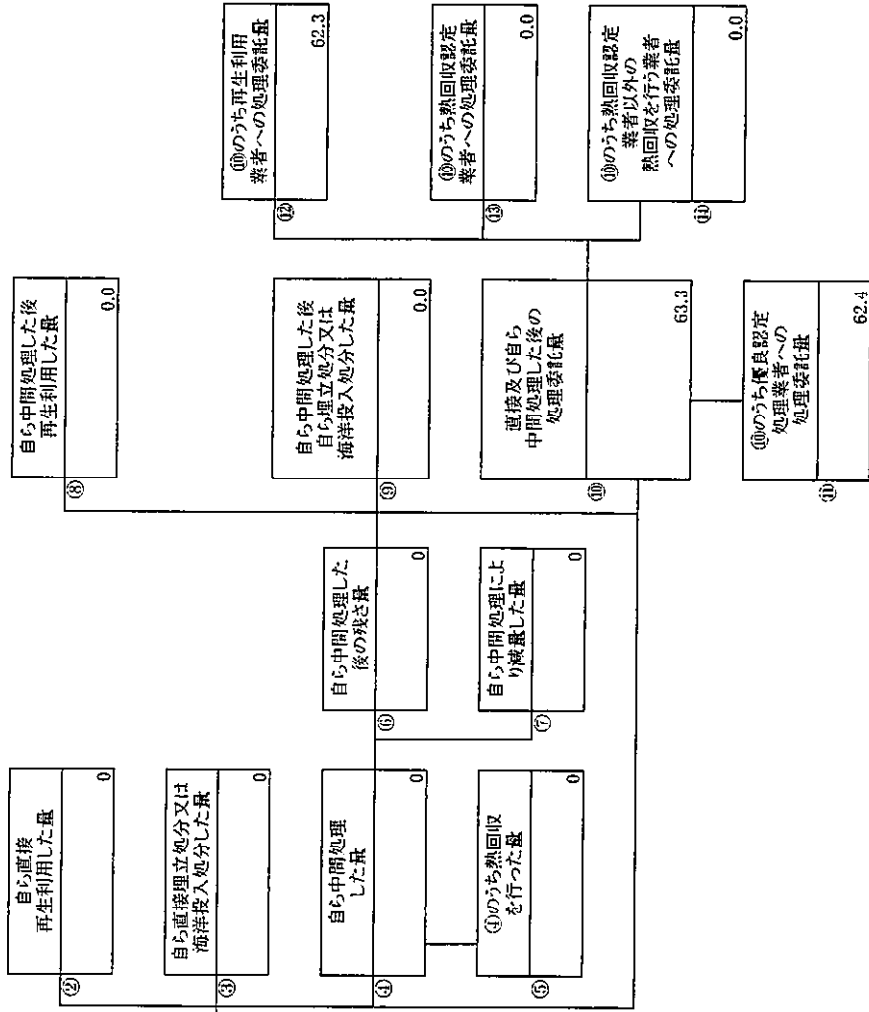 ②
自ら直接
再生利用した量
0
③
自ら直接埋立処分又は
海洋投入処分した量
0
④
自ら中間処理
した量
0
⑤
④のうち熱回収
を行った量
0
⑥
自ら中間処理した
後の残さ量
0
⑦
自ら中間処理によ
り減量した量
0
⑧
自ら中間処理した後
再生利用した量
0.0
⑨
自ら中間処理した後
自ら埋立処分又は
海洋投入処分した量
0.0
⑩
直接及び自ら
中間処理した後の
処理委託量
63.3
⑪
⑩のうち優良認定
処理業者への
処理委託量
62.4
⑫
⑩のうち再生利用
業者への処理委託量
62.3
⑬
⑩のうち熱回収認定
業者への処理委託量
0.0
⑭
⑩のうち熱回収認定
業者以外の
熱回収を行う業者
への処理委託量
0.0